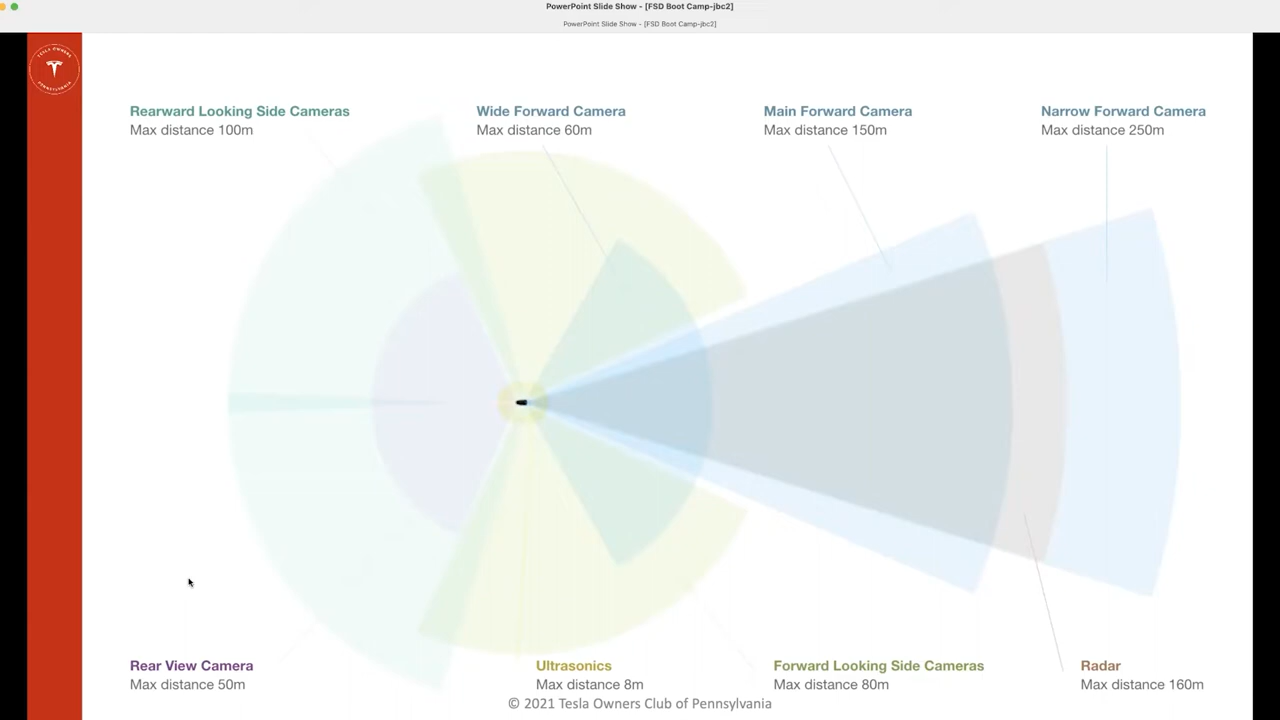 PowerPoint Slide Show - [FSD Boot Camp-jbc2]
PowerPoint Slide Show - [FSD Boot Camp-jbc2]
TESLA OWNERS
PENNSYLVANIA
Rearward Looking Side Cameras
Max distance 100m
Wide Forward Camera
Max distance 60m
Main Forward Camera
Max distance 150m
Narrow Forward Camera
Max distance 250m
Rear View Camera
Max distance 50m
Ultrasonics
Max distance 8m
Forward Looking Side Cameras
Max distance 80m
Radar
Max distance 160m
© 2021 Tesla Owners Club of Pennsylvania